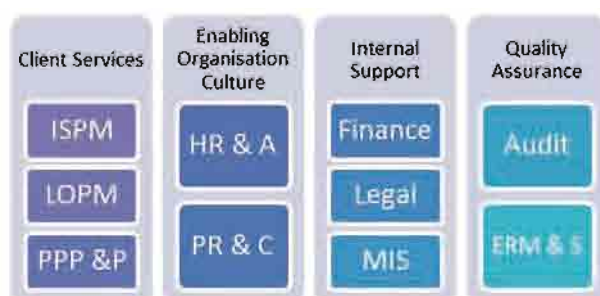 Client Services
ISPM
LOPM
PPP &P
Enabling
Organisation
Culture
HR & A
PR & C
Internal
Support
Finance
Legal
MIS
Quality
Assurance
Audit
ERM & S